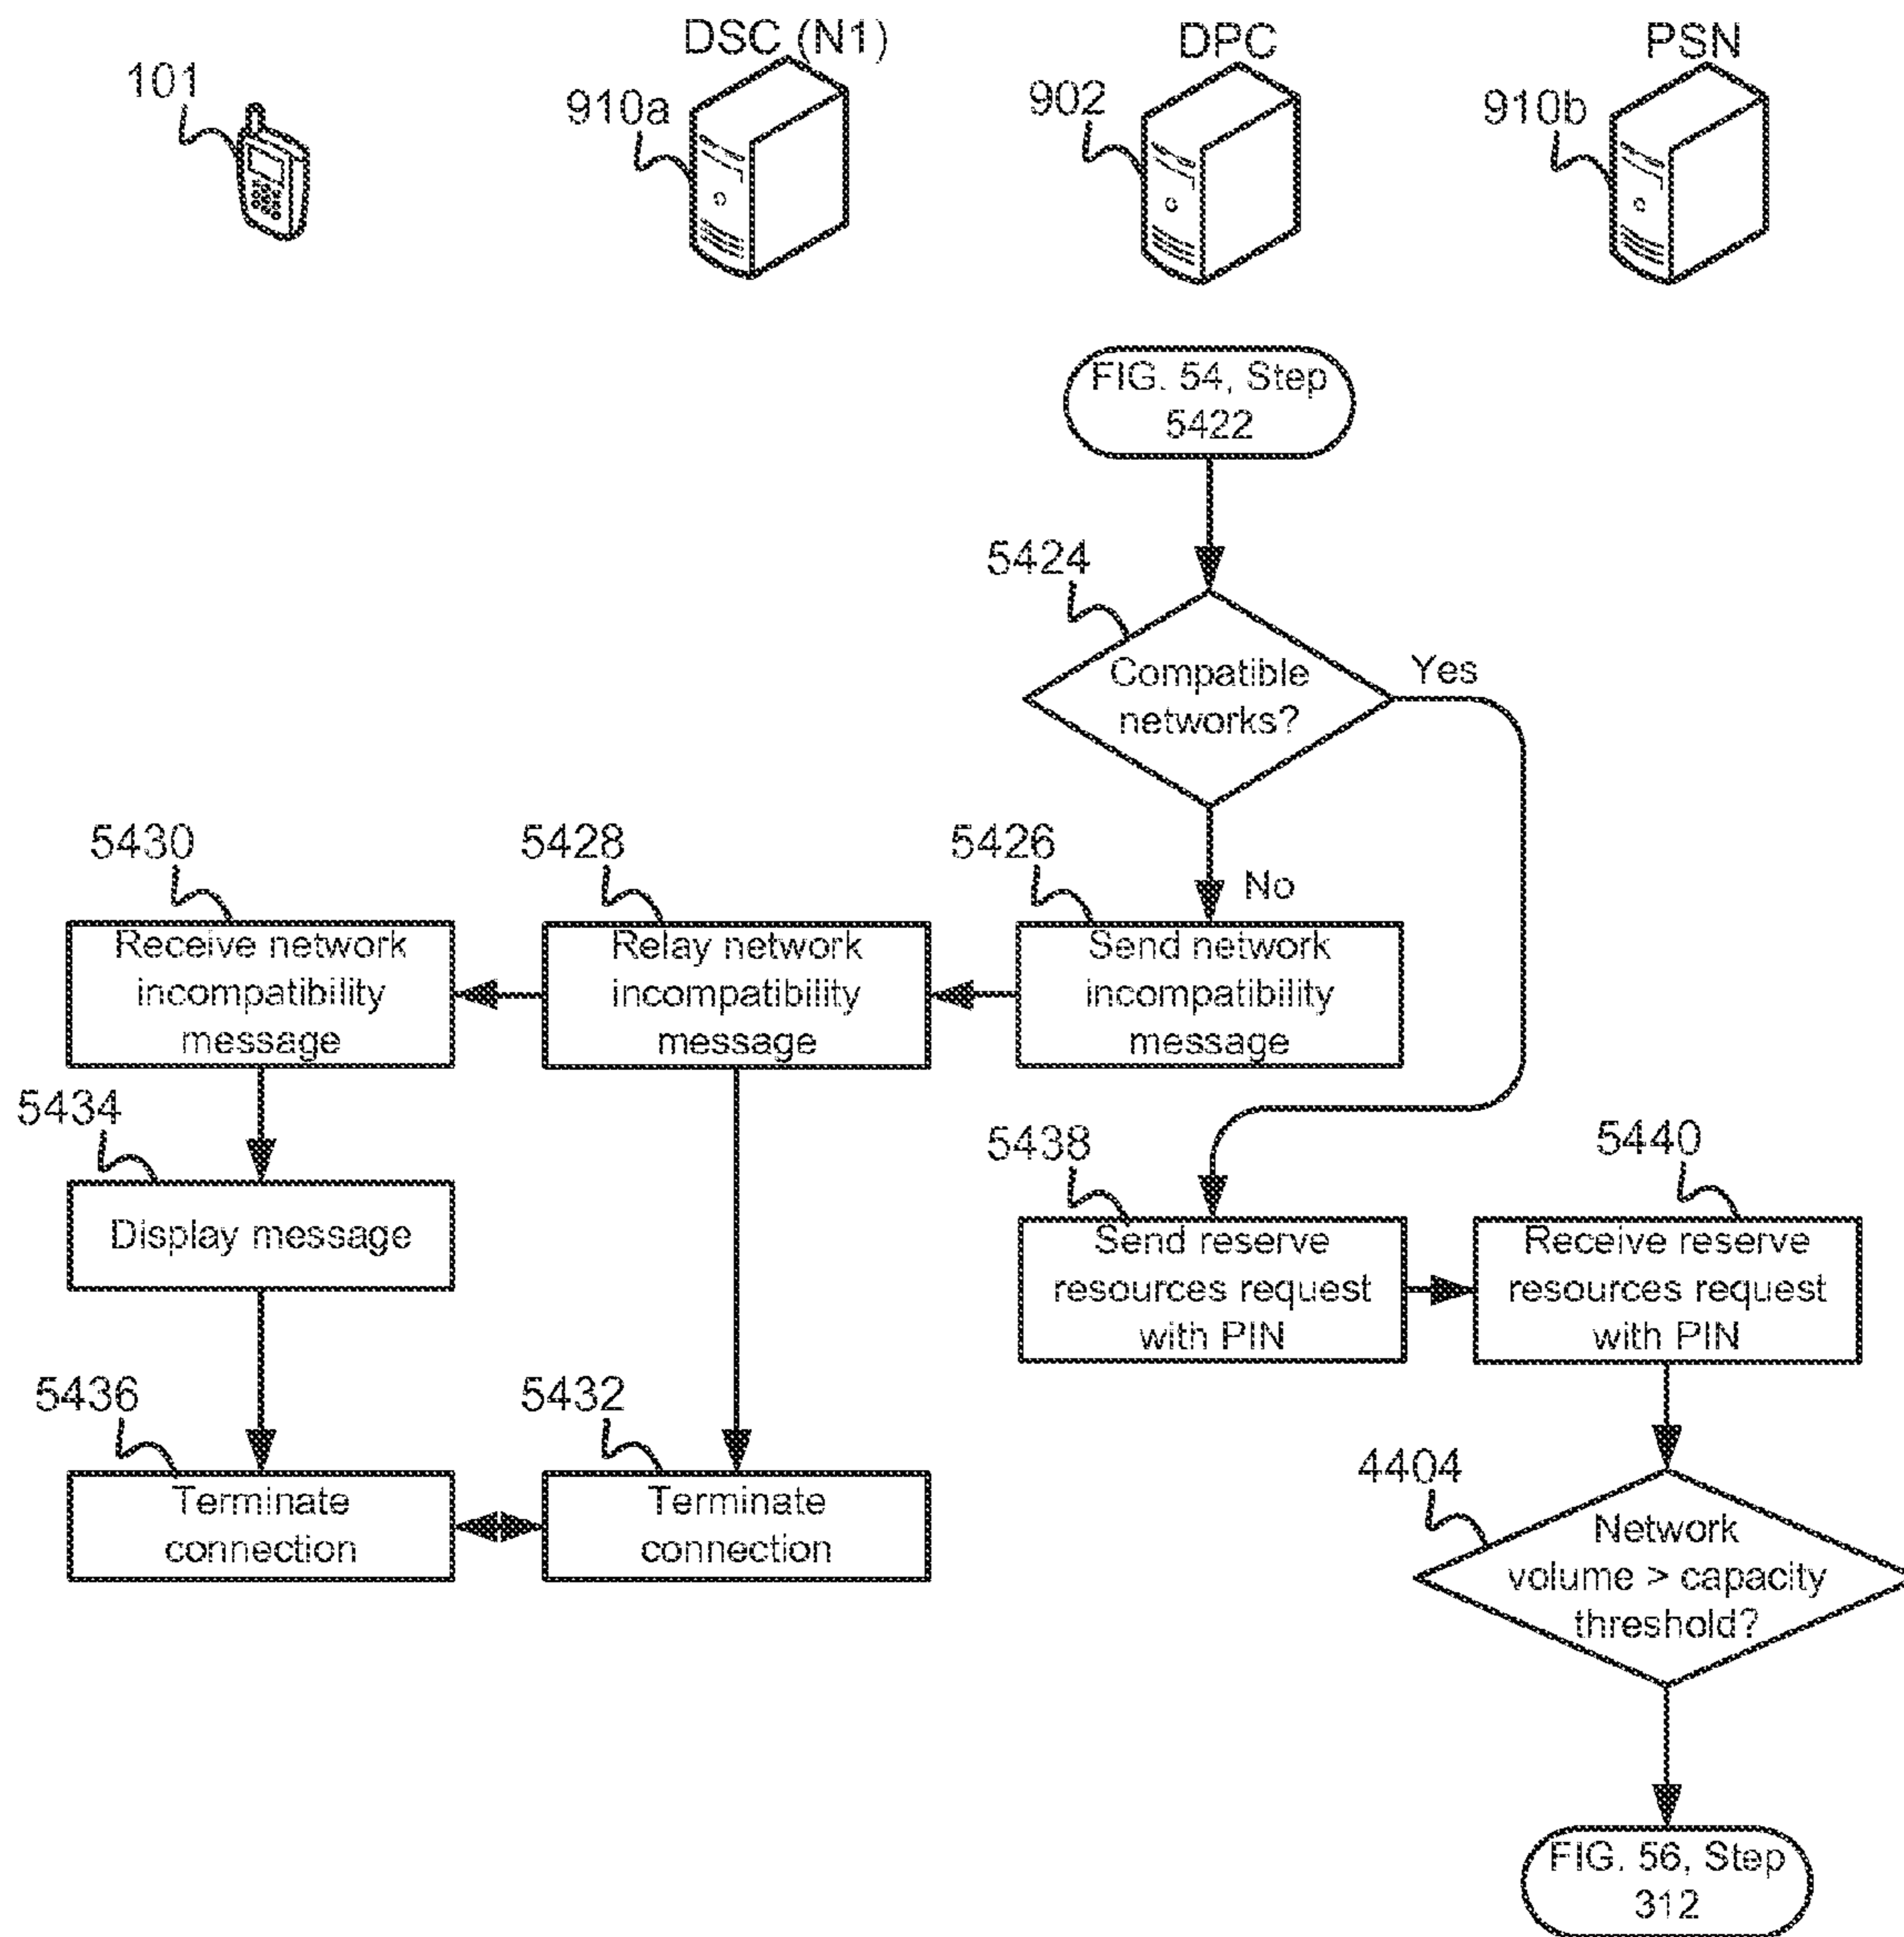 DSC (N1)
DPC
PSN
101
910a
902
910b
FIG. 54, Step
5422
5424
Compatible
networks?
Yes
No
5430
5428
5426
Receive network
incompatibility
message
Relay network
incompatibility
message
Send network
incompatibility
message
5434
Display message
5438
5440
Send reserve
resources request
with PIN
Receive reserve
resources request
with PIN
5436
5432
Terminate
connection
Terminate
connection
4404
Network
volume > capacity
threshold?
FIG. 56, Step
312